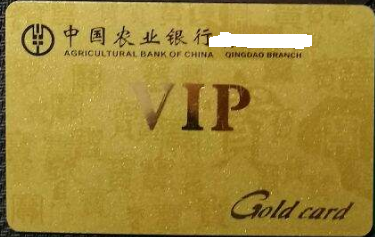 中国农业银行
AGRICULTURAL BANK OF CHINA QINGDAO BRANCH
VIP
Gold card